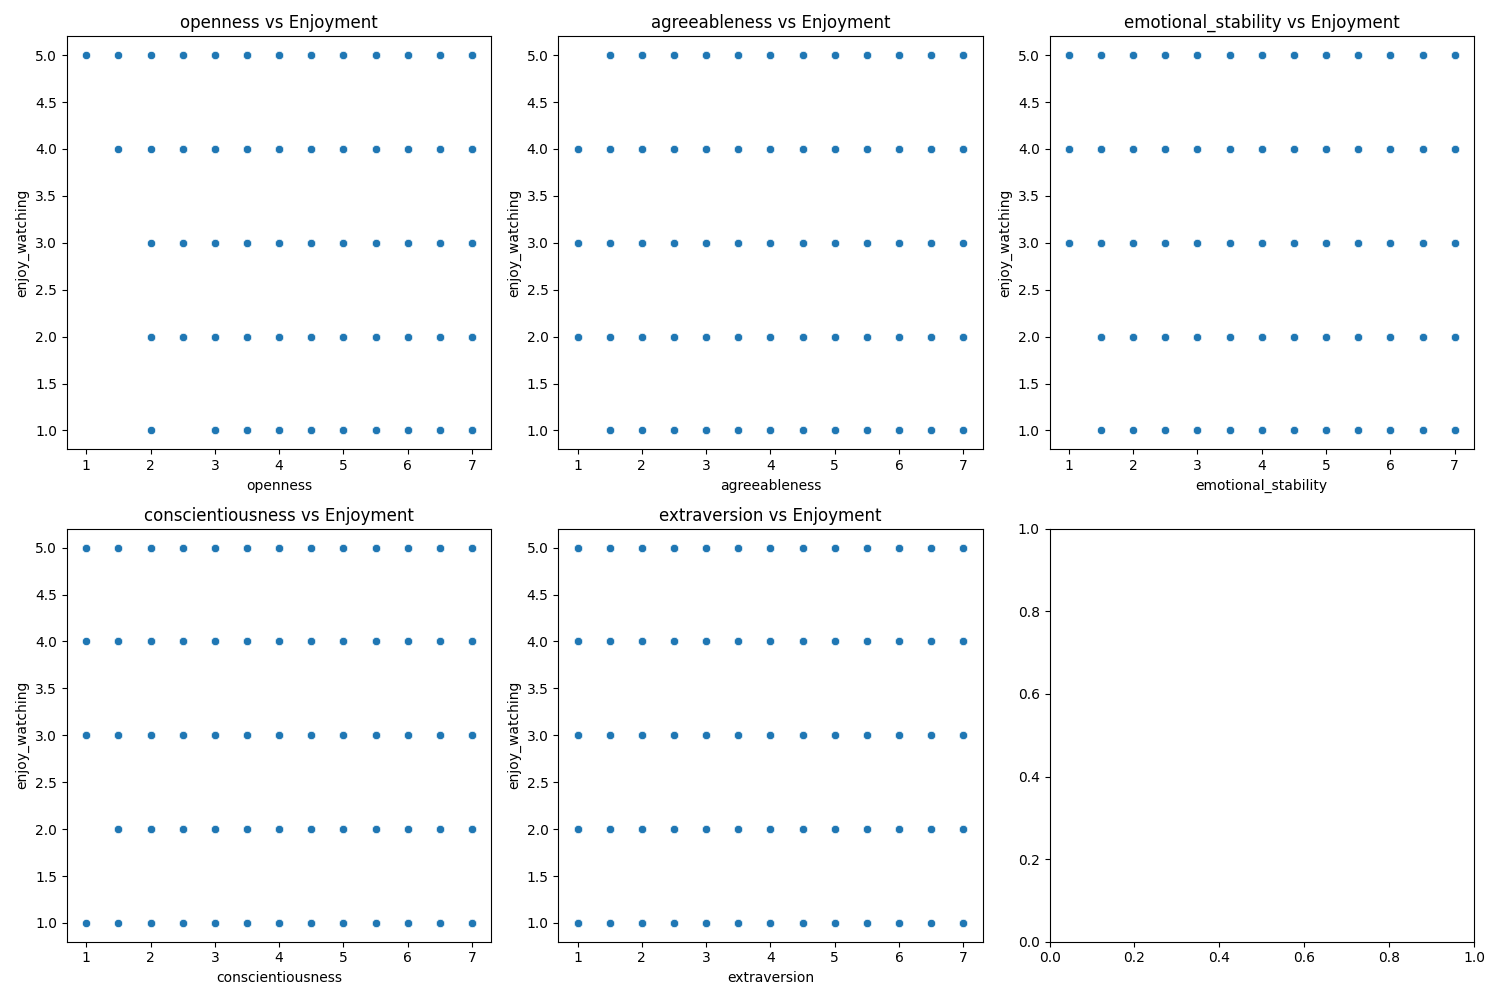 openness vs Enjoyment
agreeableness vs Enjoyment
emotional_stability vs Enjoyment
5.0
4.5
4.0
3.5
3.0
2.5
2.0
1.5
1.0
enjoy_watching
1 2 3 4 5 6 7
openness
5.0
4.5
4.0
3.5
3.0
2.5
2.0
1.5
1.0
enjoy_watching
1 2 3 4 5 6 7
agreeableness
5.0
4.5
4.0
3.5
3.0
2.5
2.0
1.5
1.0
enjoy_watching
1 2 3 4 5 6 7
emotional_stability
conscientiousness vs Enjoyment
extraversion vs Enjoyment
5.0
4.5
4.0
3.5
3.0
2.5
2.0
1.5
1.0
enjoy_watching
1 2 3 4 5 6 7
conscientiousness
5.0
4.5
4.0
3.5
3.0
2.5
2.0
1.5
1.0
enjoy_watching
1 2 3 4 5 6 7
extraversion
1.0
0.8
0.6
0.4
0.2
0.0
0.0 0.2 0.4 0.6 0.8 1.0